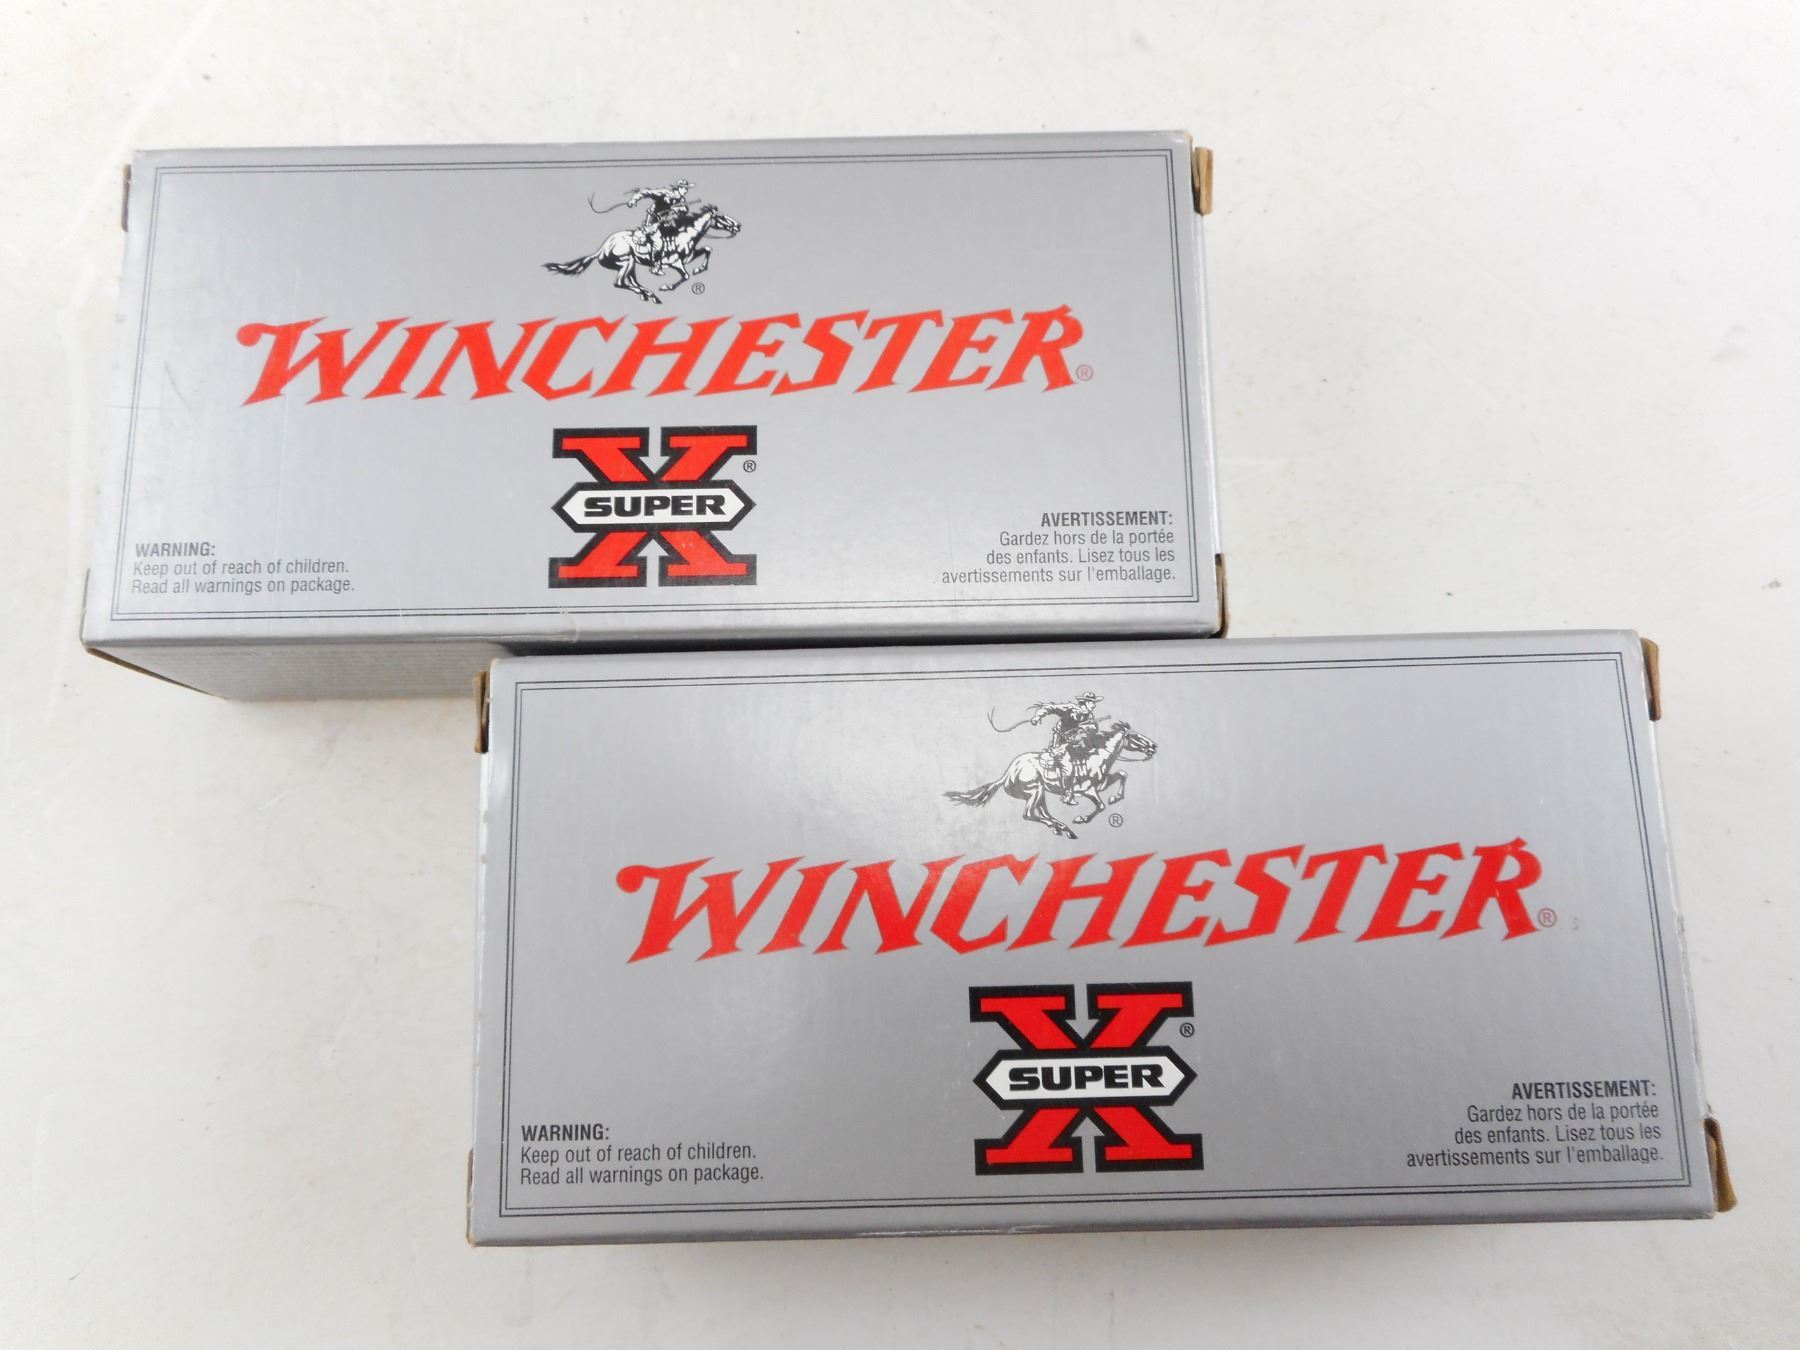 ®
WINCHESTER®
X®
SUPER
WARNING:
Keep out of reach of children.
Read all warnings on package.
AVERTISSEMENT:
Gardez hors de la portée
des enfants. Lisez tous les
avertissements sur l'emballage.
®
WINCHESTER®
X®
SUPER
WARNING:
Keep out of reach of children.
Read all warnings on package.
AVERTISSEMENT:
Gardez hors de la portée
des enfants. Lisez tous les
avertissements sur l'emballage.